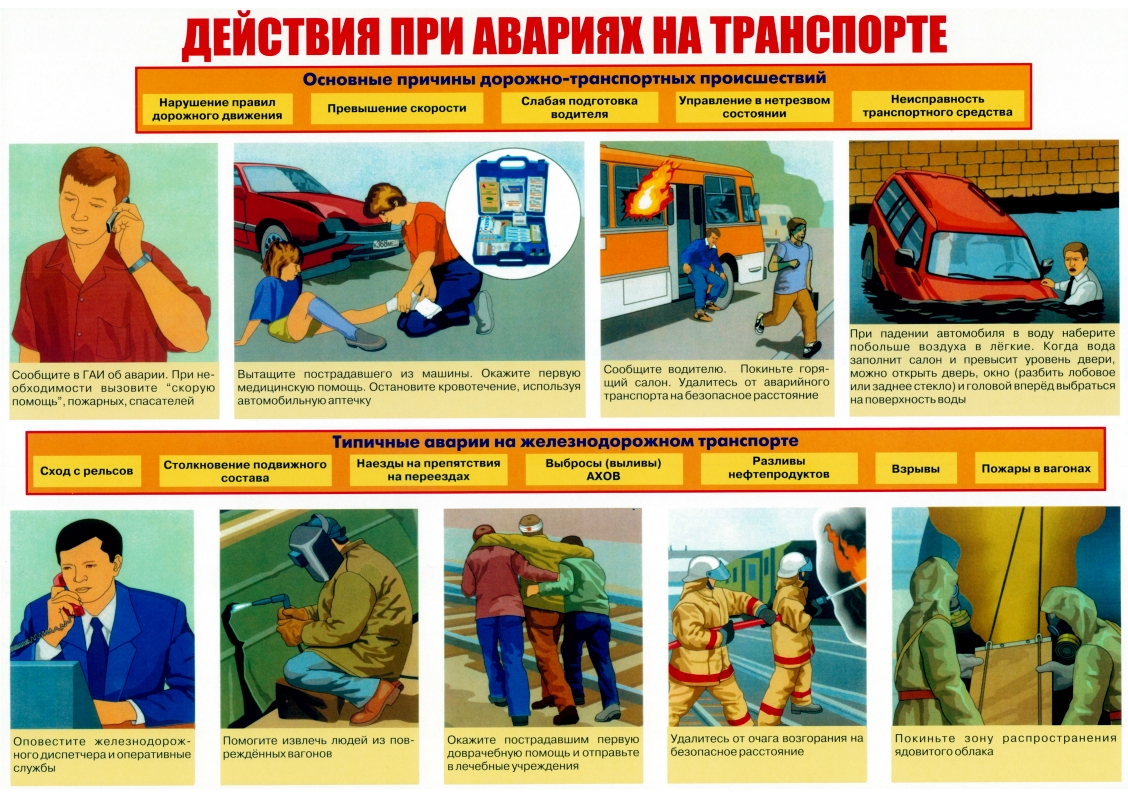 ДЕЙСТВИЯ ПРИ АВАРИЯХ НА ТРАНСПОРТЕ
Основные причины дорожно-транспортных происшествий
Нарушение правил
дорожного движения
Превышение скорости
Слабая подготовка
водителя
Управление в нетрезвом
состоянии
Неисправность
транспортного средства
Сообщите в ГАИ об аварии. При не-
обходимости вызовите "скорую
помощь", пожарных, спасателей
Вытащите пострадавшего из машины. Окажите первую
медицинскую помощь. Остановите кровотечение, используя
автомобильную аптечку
Сообщите водителю. Покиньте горя-
щий салон. Удалитесь от аварийного
транспорта на безопасное расстояние
При падении автомобиля в воду наберите
побольше воздуха в лёгкие. Когда вода
заполнит салон и превысит уровень двери,
можно открыть дверь, окно (разбить лобовое
или заднее стекло) и головой вперёд выбраться
на поверхность воды
Типичные аварии на железнодорожном транспорте
Сход с рельсов
Столкновение подвижного
состава
Наезды на препятствия
на переездах
Выбросы (выливы)
АХОВ
Разливы
нефтепродуктов
Взрывы
Пожары в вагонах
Оповестите железнодорож-
ного диспетчера и оперативные
службы
Помогите извлечь людей из пов-
реждённых вагонов
Окажите пострадавшим первую
доврачебную помощь и отправьте
в лечебные учреждения
Удалитесь от очага возгорания на
безопасное расстояние
Покиньте зону распространения
ядовитого облака